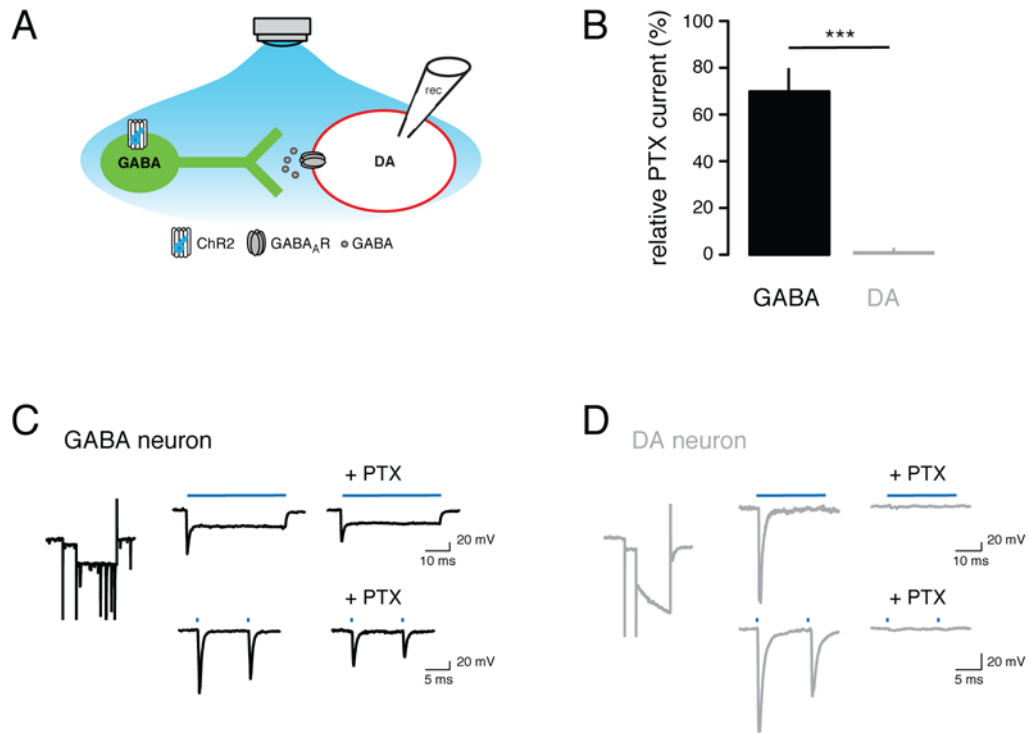 A
rec
GABA
DA
ChR2
GABA_AR
GABA
B
relative PTX current (%)
100
80
60
40
20
0
***
GABA
DA
C
GABA neuron
+ PTX
20 mV
10 ms
+ PTX
20 mV
5 ms
D
DA neuron
+ PTX
20 mV
10 ms
+ PTX
20 mV
5 ms